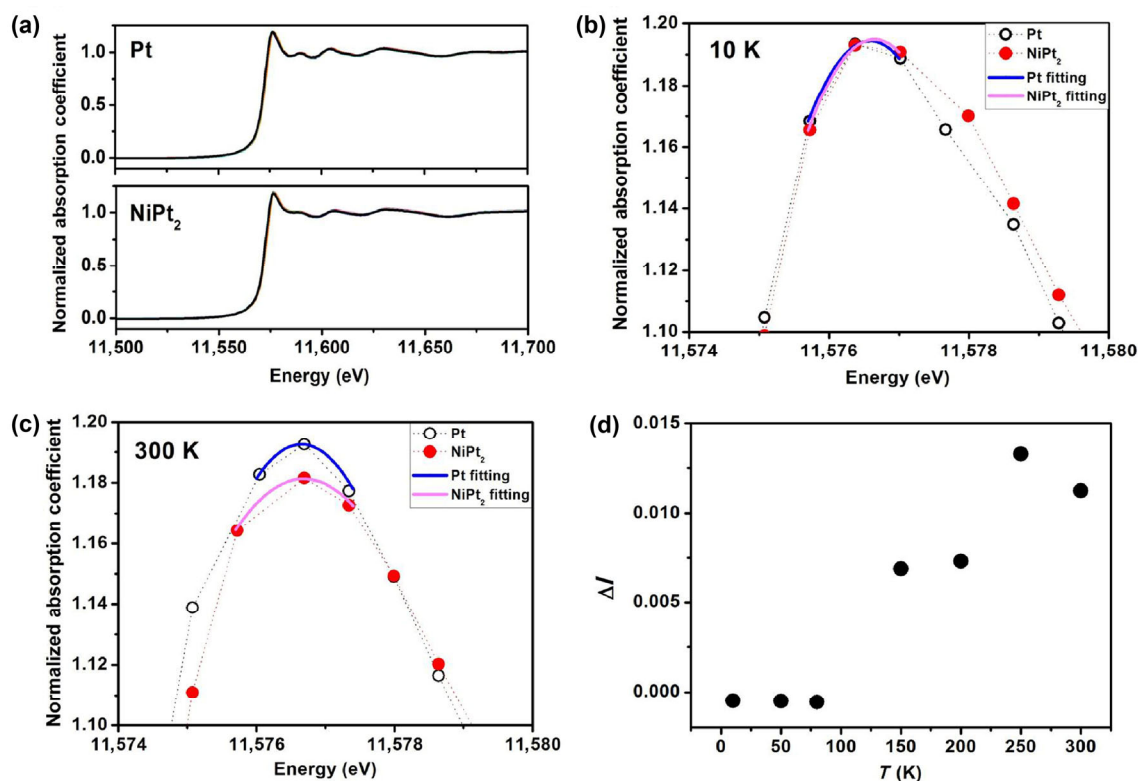 (a)
Normalized absorption coefficient
Pt
1.0
0.5
0.0
NiPt2
1.0
0.5
0.0
11,500 11,550 11,600 11,650 11,700
Energy (eV)
(b)
Normalized absorption coefficient
10 K
Pt
NiPt2
Pt fitting
NiPt2 fitting
1.20
1.18
1.16
1.14
1.12
1.10
11,574 11,576 11,578 11,580
Energy (eV)
(c)
Normalized absorption coefficient
300 K
Pt
NiPt2
Pt fitting
NiPt2 fitting
1.20
1.18
1.16
1.14
1.12
1.10
11,574 11,576 11,578 11,580
Energy (eV)
(d)
ΔI
0.015
0.010
0.005
0.000
0 50 100 150 200 250 300
T (K)